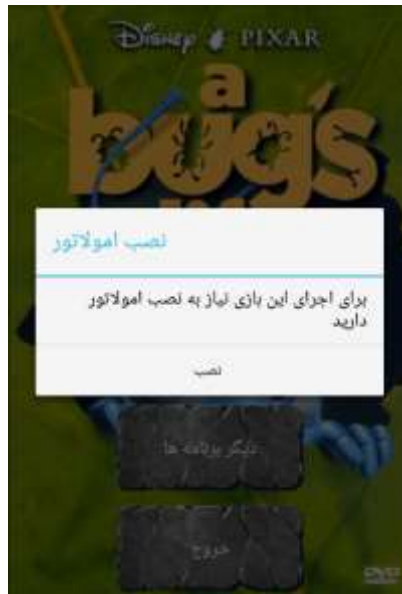 Disney PIXAR
a
bug's
نصب امولاتور
برای اجرای این بازی نیاز به نصب امولاتور
دارید
نصب
دیگر برنامه ها
خروج
DVD